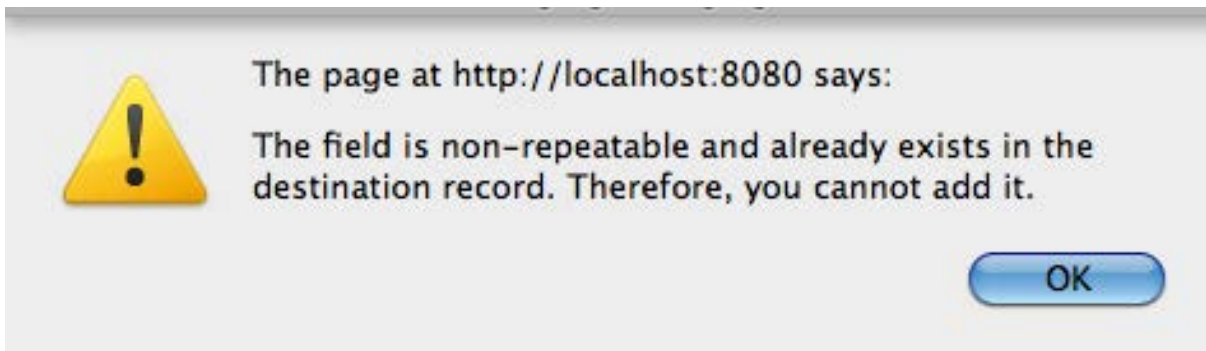 The page at http://localhost:8080 says:
The field is non-repeatable and already exists in the
destination record. Therefore, you cannot add it.
OK